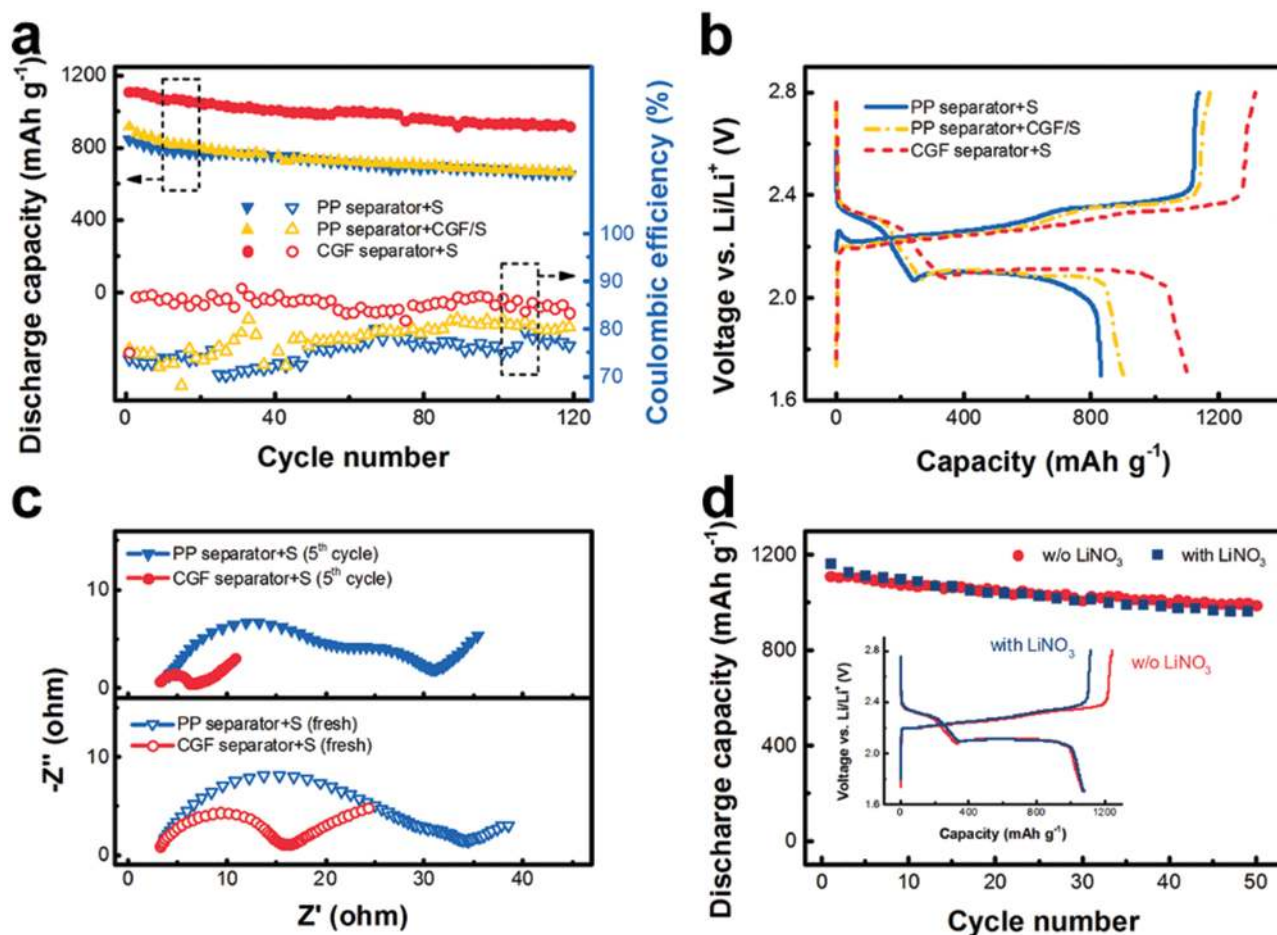 a
Discharge capacity (mAh g⁻¹)
1200
1000
800
600
400
200
0
PP separator+S
PP separator+CGF/S
CGF separator+S
100
90
80
70
Coulombic efficiency (%)
0 40 80 120
Cycle number
b
Voltage vs. Li/Li⁺ (V)
2.8
2.4
2.0
1.6
PP separator+S
PP separator+CGF/S
CGF separator+S
0 400 800 1200
Capacity (mAh g⁻¹)
c
-Z'' (ohm)
10
0
PP separator+S (5ᵗʰ cycle)
CGF separator+S (5ᵗʰ cycle)
10
0
PP separator+S (fresh)
CGF separator+S (fresh)
0 10 20 30 40
Z' (ohm)
d
Discharge capacity (mAh g⁻¹)
1200
1000
800
400
0
w/o LiNO₃ with LiNO₃
with LiNO₃
w/o LiNO₃
Voltage vs. Li/Li⁺ (V)
2.8
2.4
2.0
1.6
0 400 800 1200
Capacity (mAh g⁻¹)
0 10 20 30 40 50
Cycle number